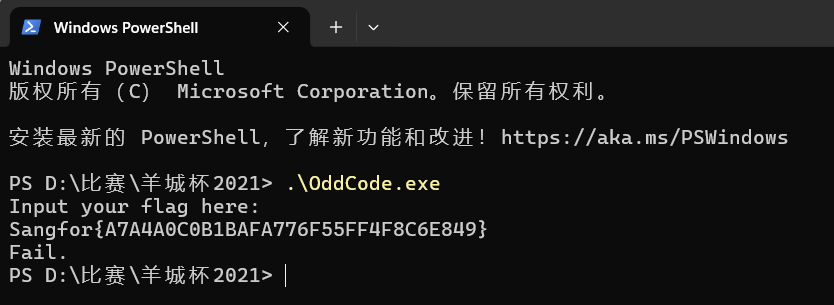 Windows PowerShell
Windows PowerShell
版权所有（C） Microsoft Corporation。保留所有权利。
安装最新的 PowerShell，了解新功能和改进！https://aka.ms/PSWindows
PS D:\比赛\羊城杯2021> .\OddCode.exe
Input your flag here:
Sangfor{A7A4A0C0B1BAFA776F55FF4F8C6E849}
Fail.
PS D:\比赛\羊城杯2021>